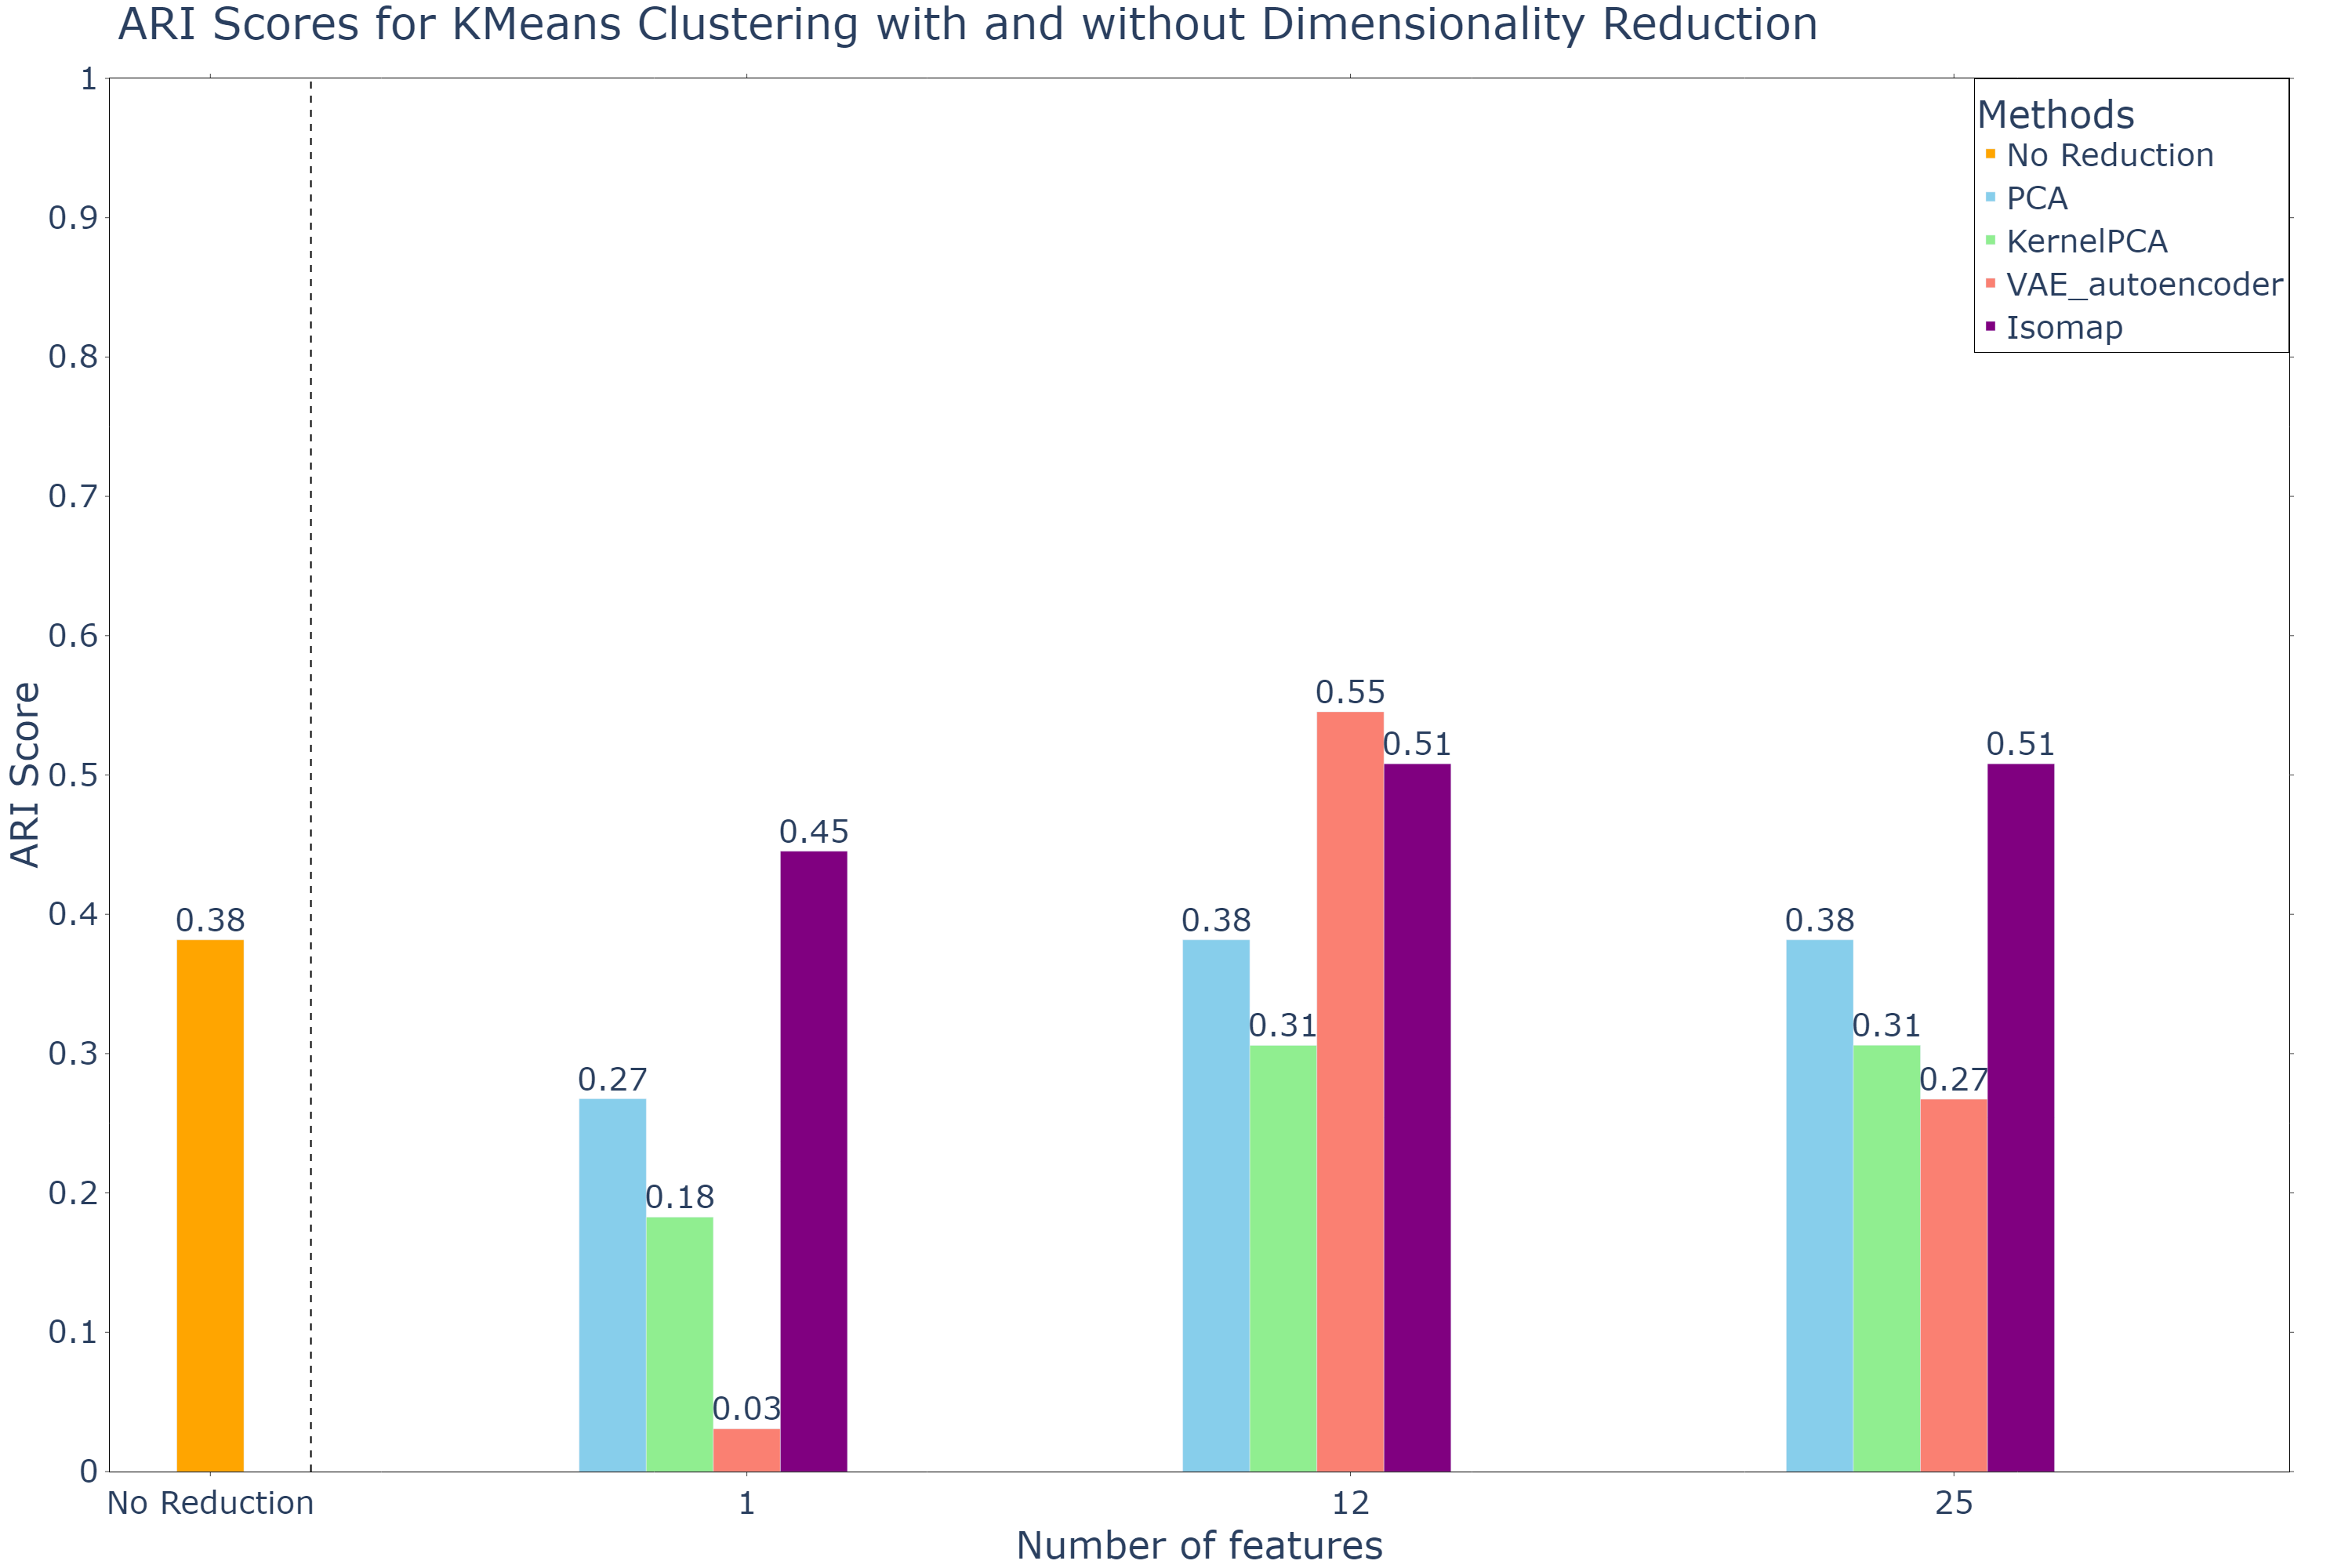 ARI Scores for KMeans Clustering with and without Dimensionality Reduction
Methods
No Reduction
PCA
KernelPCA
VAE_autoencoder
Isomap
ARI Score
1
0.9
0.8
0.7
0.6
0.5
0.4
0.3
0.2
0.1
0
0.38
0.27
0.18
0.03
0.45
0.38
0.31
0.55
0.51
0.38
0.31
0.27
0.51
No Reduction
1
12
25
Number of features